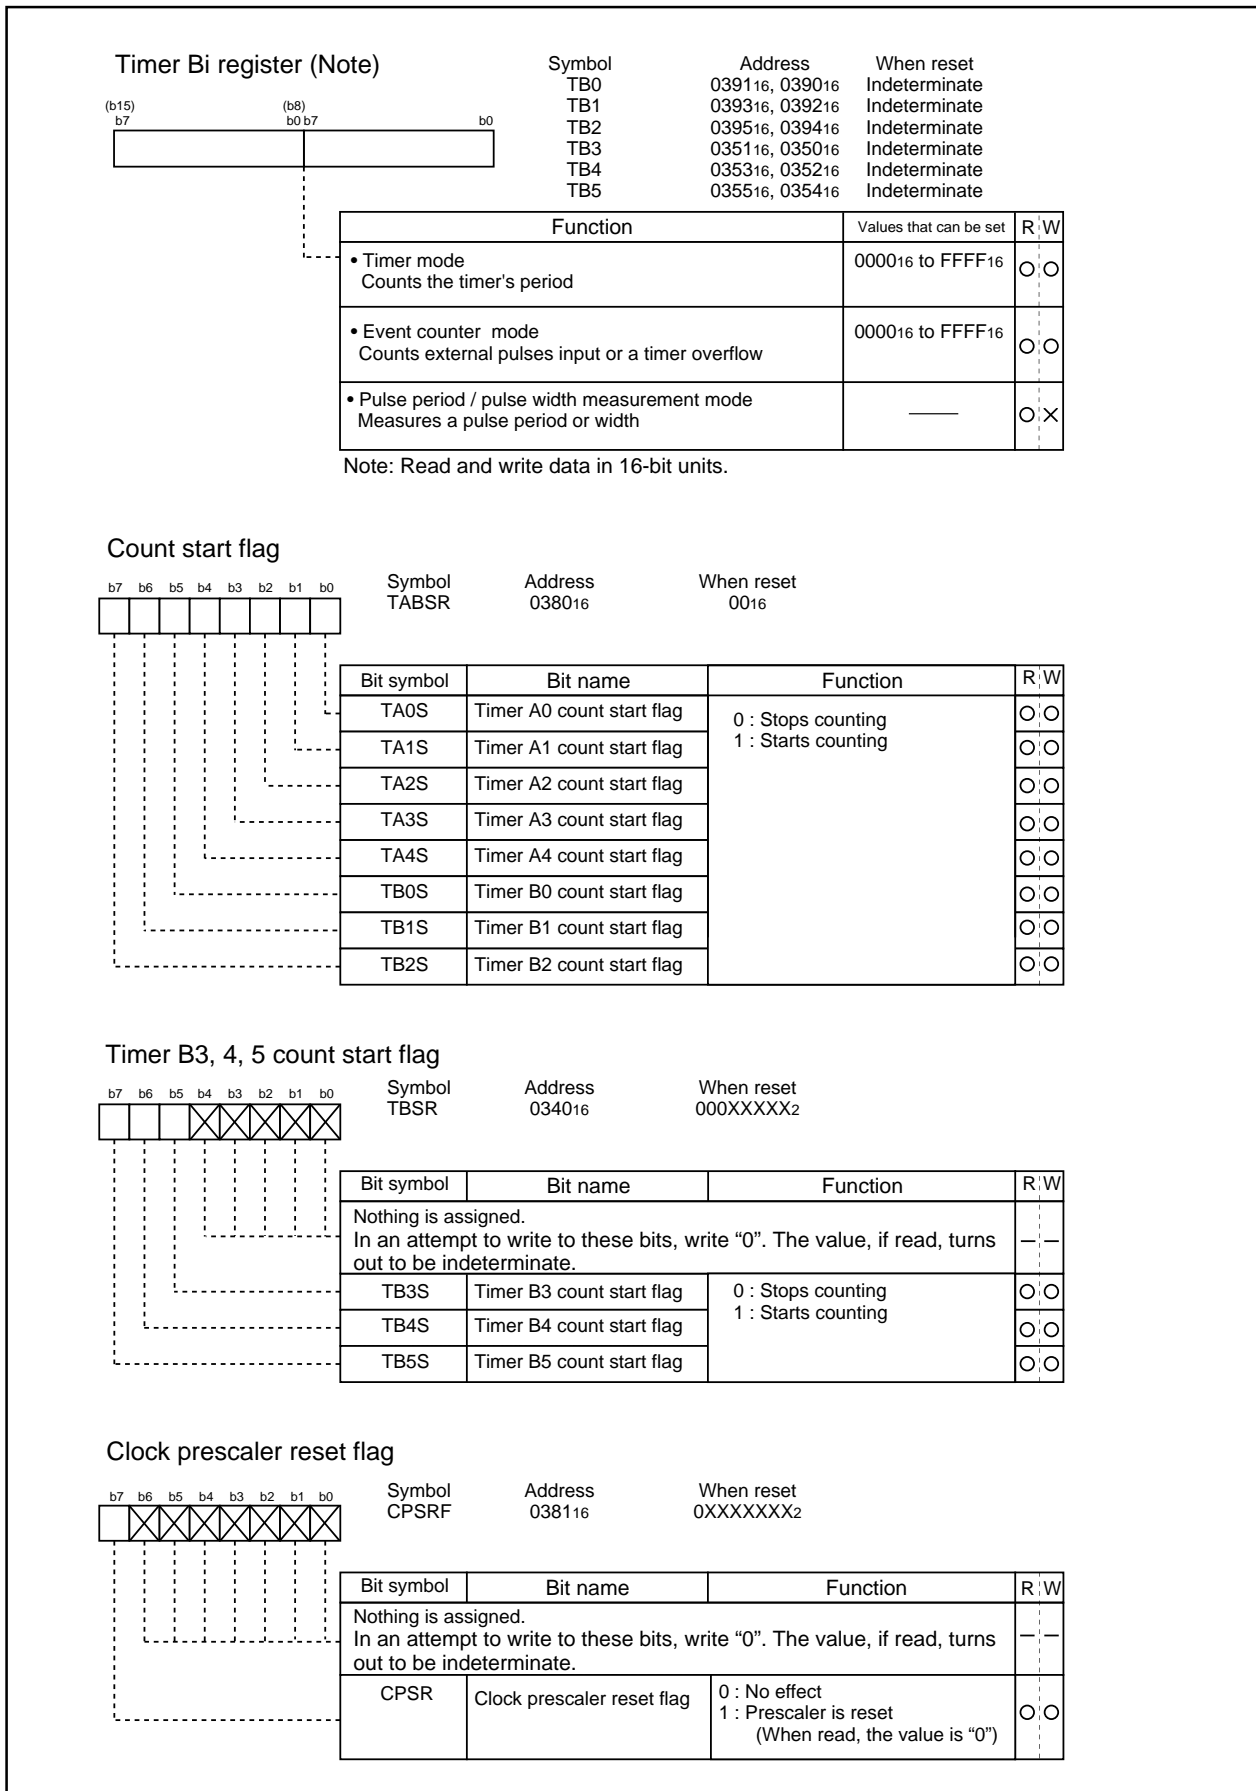 Timer Bi register (Note)
Symbol Address When reset
TB0 039116, 039016 Indeterminate
TB1 039316, 039216 Indeterminate
TB2 039516, 039416 Indeterminate
TB3 035116, 035016 Indeterminate
TB4 035316, 035216 Indeterminate
TB5 035516, 035416 Indeterminate
(b15) (b8)
b7 b0 b7 b0
Function Values that can be set R W
• Timer mode 000016 to FFFF16
Counts the timer's period
• Event counter mode 000016 to FFFF16
Counts external pulses input or a timer overflow
• Pulse period / pulse width measurement mode
Measures a pulse period or width
Note: Read and write data in 16-bit units.
Count start flag
b7 b6 b5 b4 b3 b2 b1 b0
Symbol Address When reset
TABSR 038016 0016
Bit symbol Bit name Function R W
TA0S Timer A0 count start flag 0 : Stops counting
1 : Starts counting
TA1S Timer A1 count start flag
TA2S Timer A2 count start flag
TA3S Timer A3 count start flag
TA4S Timer A4 count start flag
TB0S Timer B0 count start flag
TB1S Timer B1 count start flag
TB2S Timer B2 count start flag
Timer B3, 4, 5 count start flag
b7 b6 b5 b4 b3 b2 b1 b0
Symbol Address When reset
TBSR 034016 000XXXXX2
Bit symbol Bit name Function R W
Nothing is assigned.
In an attempt to write to these bits, write “0”. The value, if read, turns
out to be indeterminate.
TB3S Timer B3 count start flag 0 : Stops counting
1 : Starts counting
TB4S Timer B4 count start flag
TB5S Timer B5 count start flag
Clock prescaler reset flag
b7 b6 b5 b4 b3 b2 b1 b0
Symbol Address When reset
CPSRF 038116 0XXXXXXX2
Bit symbol Bit name Function R W
Nothing is assigned.
In an attempt to write to these bits, write “0”. The value, if read, turns
out to be indeterminate.
CPSR Clock prescaler reset flag 0 : No effect
1 : Prescaler is reset
(When read, the value is “0”)